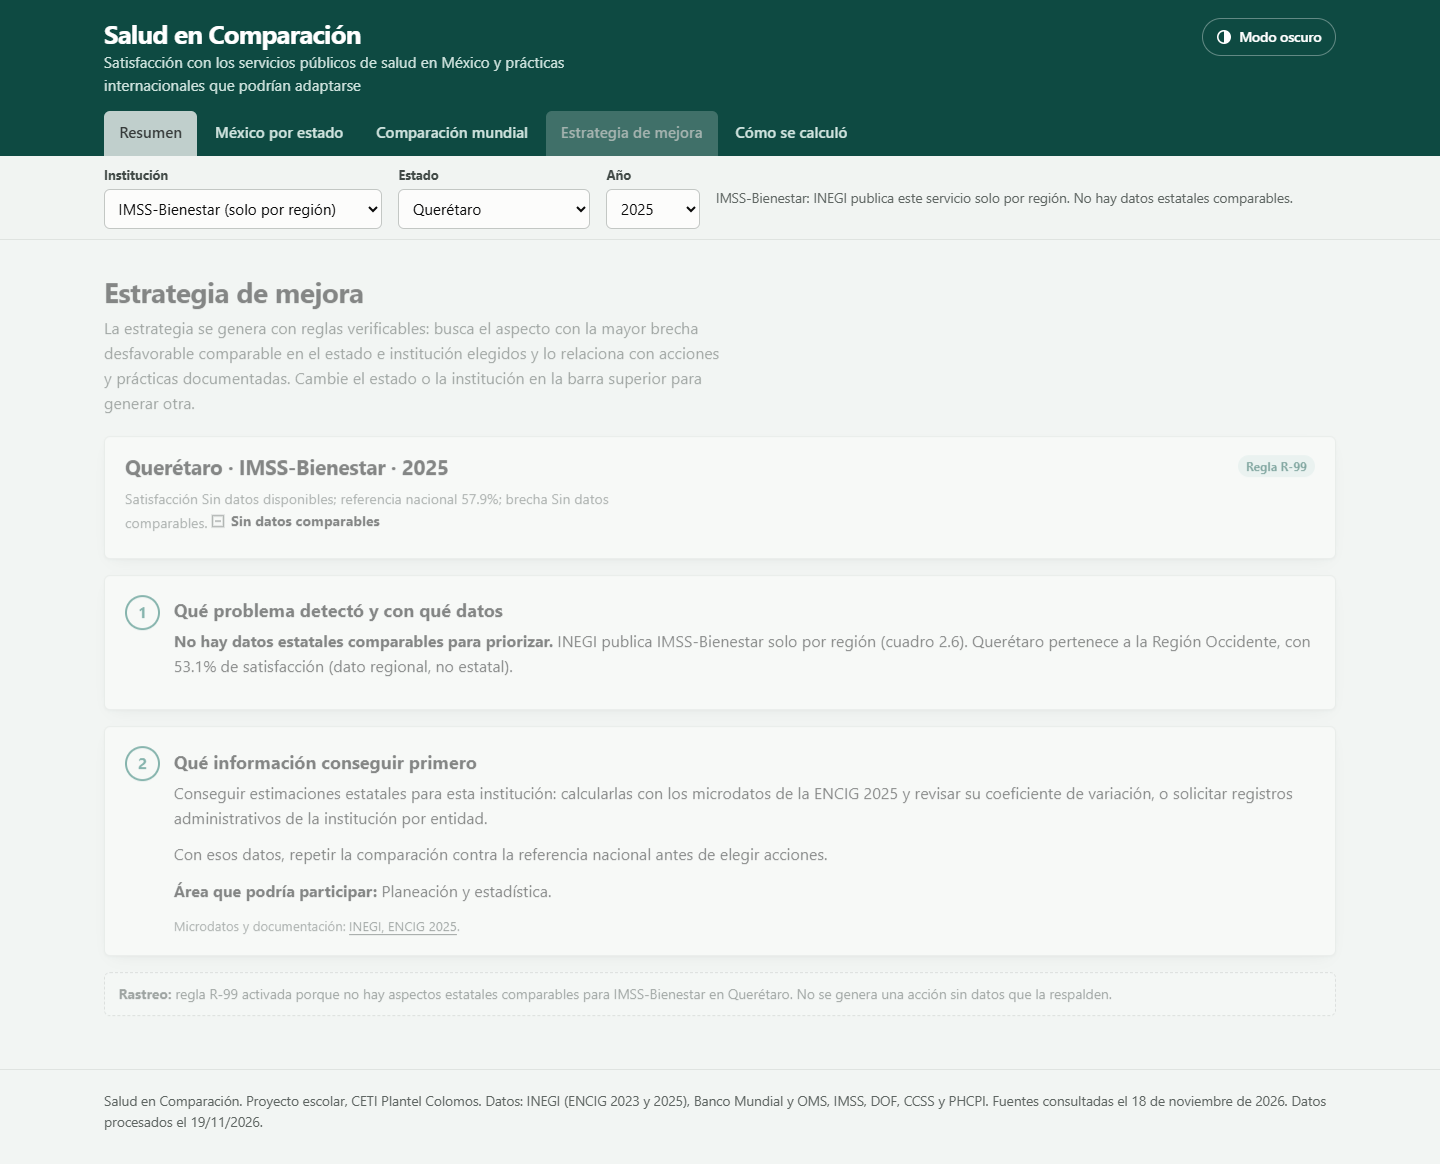 Salud en Comparación
Satisfacción con los servicios públicos de salud en México y prácticas
internacionales que podrían adaptarse
Modo oscuro
Resumen
México por estado
Comparación mundial
Estrategia de mejora
Cómo se calculó
Institución
Estado
Año
IMSS-Bienestar (solo por región)
Querétaro
2025
IMSS-Bienestar: INEGI publica este servicio solo por región. No hay datos estatales comparables.
Estrategia de mejora
La estrategia se genera con reglas verificables: busca el aspecto con la mayor brecha
desfavorable comparable en el estado e institución elegidos y lo relaciona con acciones
y prácticas documentadas. Cambie el estado o la institución en la barra superior para
generar otra.
Querétaro · IMSS-Bienestar · 2025
Regla R-99
Satisfacción Sin datos disponibles; referencia nacional 57.9%; brecha Sin datos
comparables. Sin datos comparables
1
Qué problema detectó y con qué datos
No hay datos estatales comparables para priorizar. INEGI publica IMSS-Bienestar solo por región (cuadro 2.6). Querétaro pertenece a la Región Occidente, con
53.1% de satisfacción (dato regional, no estatal).
2
Qué información conseguir primero
Conseguir estimaciones estatales para esta institución: calcularlas con los microdatos de la ENCIG 2025 y revisar su coeficiente de variación, o solicitar registros
administrativos de la institución por entidad.
Con esos datos, repetir la comparación contra la referencia nacional antes de elegir acciones.
Área que podría participar: Planeación y estadística.
Microdatos y documentación: INEGI, ENCIG 2025.
Rastreo: regla R-99 activada porque no hay aspectos estatales comparables para IMSS-Bienestar en Querétaro. No se genera una acción sin datos que la respalden.
Salud en Comparación. Proyecto escolar, CETI Plantel Colomos. Datos: INEGI (ENCIG 2023 y 2025), Banco Mundial y OMS, IMSS, DOF, CCSS y PHCPI. Fuentes consultadas el 18 de noviembre de 2026. Datos
procesados el 19/11/2026.